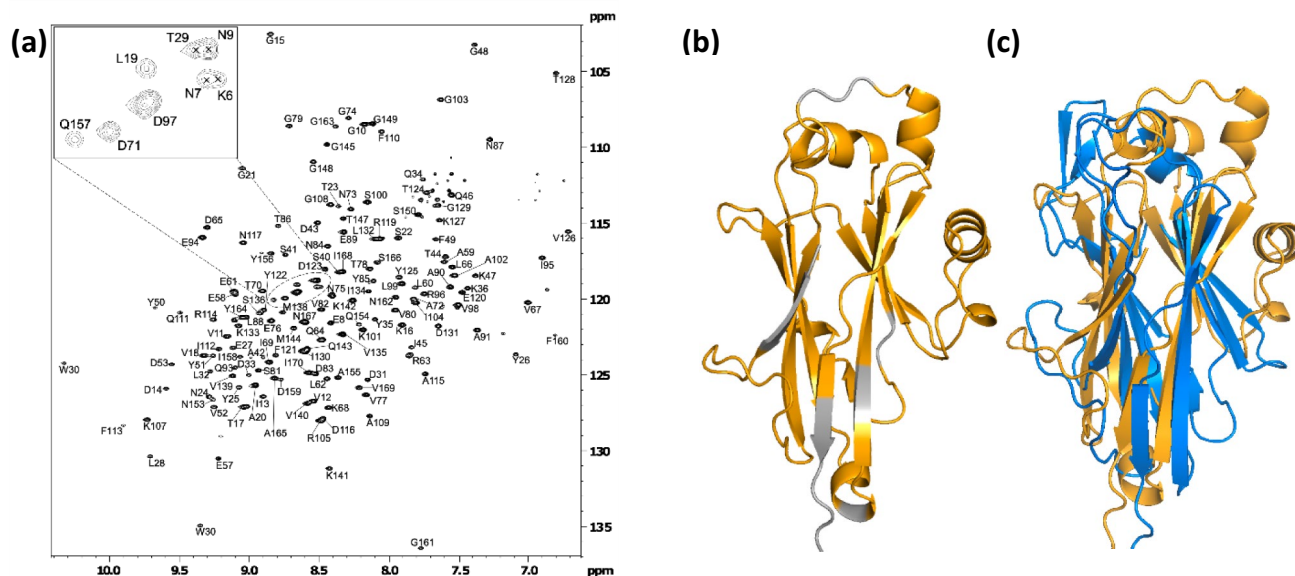 (a)
(b)
(c)
ppm
T29
N9
L19
N7
K6
D97
Q157
D71
G15
G48
T128
105
G103
G74
G79
G163
G149
G10
F110
G145
N87
110
G148
G21
Q34
T23
N73
S100
T124
Q46
G108
G129
T86
D43
T147
S150
K127
115
D65
L132
R119
E94
N117
E89
S22
F49
V126
Y156
S41
N84
I168
T44
A59
A102
I95
S40
T78
S166
D123
Y85
Y125
A90
L66
K47
Y122
T70
E61
L99
L60
K36
N75
I134
R96
E120
E58
S136
M138
N162
V67
120
Y50
Y164
V82
K142
V80
I104
V98
R114
Q111
L88
N167
Q154
K133
E76
E8
Y35
K16
D131
V11
M144
Q64
K101
A77
F160
I112
E27
I69
F121
Q143
V135
I45
V18
I158
A42
I130
R63
Y26
W30
D53
Y51
D33
A91
L32
Q93
S81
I170
D83
A155
D31
A115
125
D14
N24
V139
D159
L62
V169
N153
Y25
I13
V12
V77
V52
A20
V140
K68
K107
T17
A109
F113
A165
R105
D116
L28
E57
K141
130
W30
G161
135
10.0
9.5
9.0
8.5
8.0
7.5
7.0
ppm